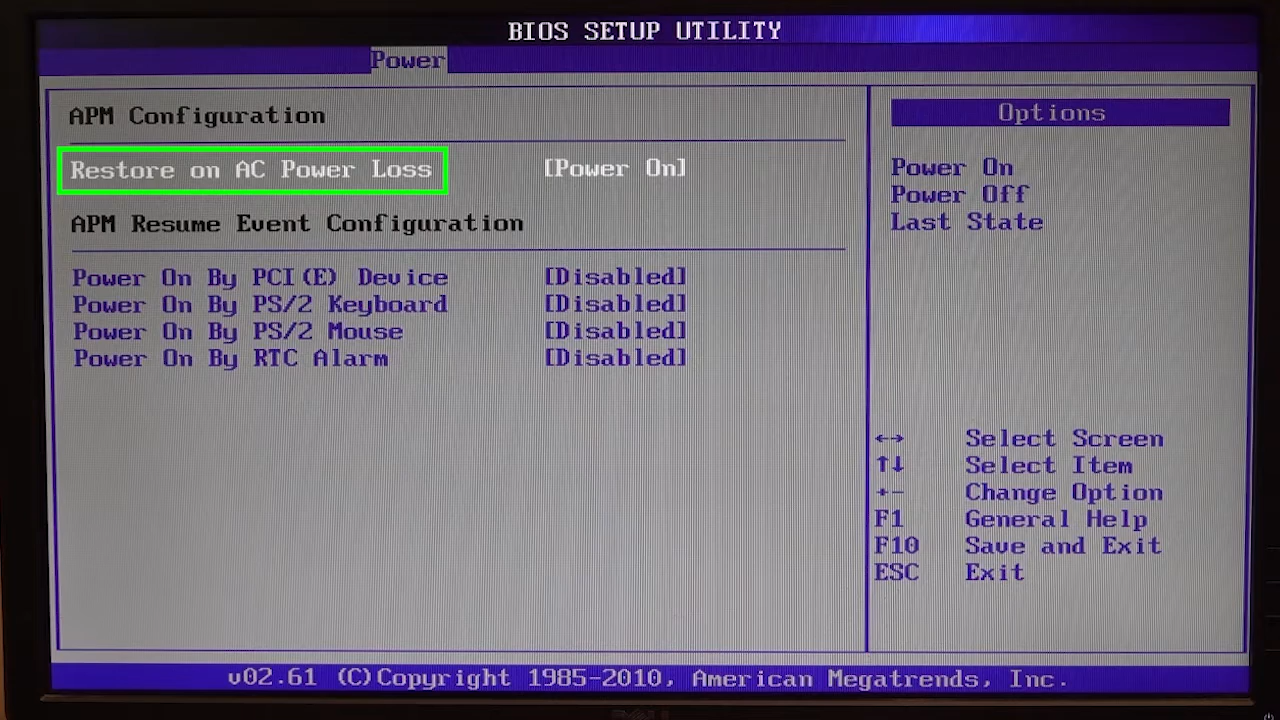 BIOS SETUP UTILITY
Power
APM Configuration
Restore on AC Power Loss [Power On]
APM Resume Event Configuration
Power On By PCI(E) Device [Disabled]
Power On By PS/2 Keyboard [Disabled]
Power On By PS/2 Mouse [Disabled]
Power On By RTC Alarm [Disabled]
Options
Power On
Power Off
Last State
←→ Select Screen
↑↓ Select Item
+- Change Option
F1 General Help
F10 Save and Exit
ESC Exit
v02.61 (C)Copyright 1985-2010, American Megatrends, Inc.